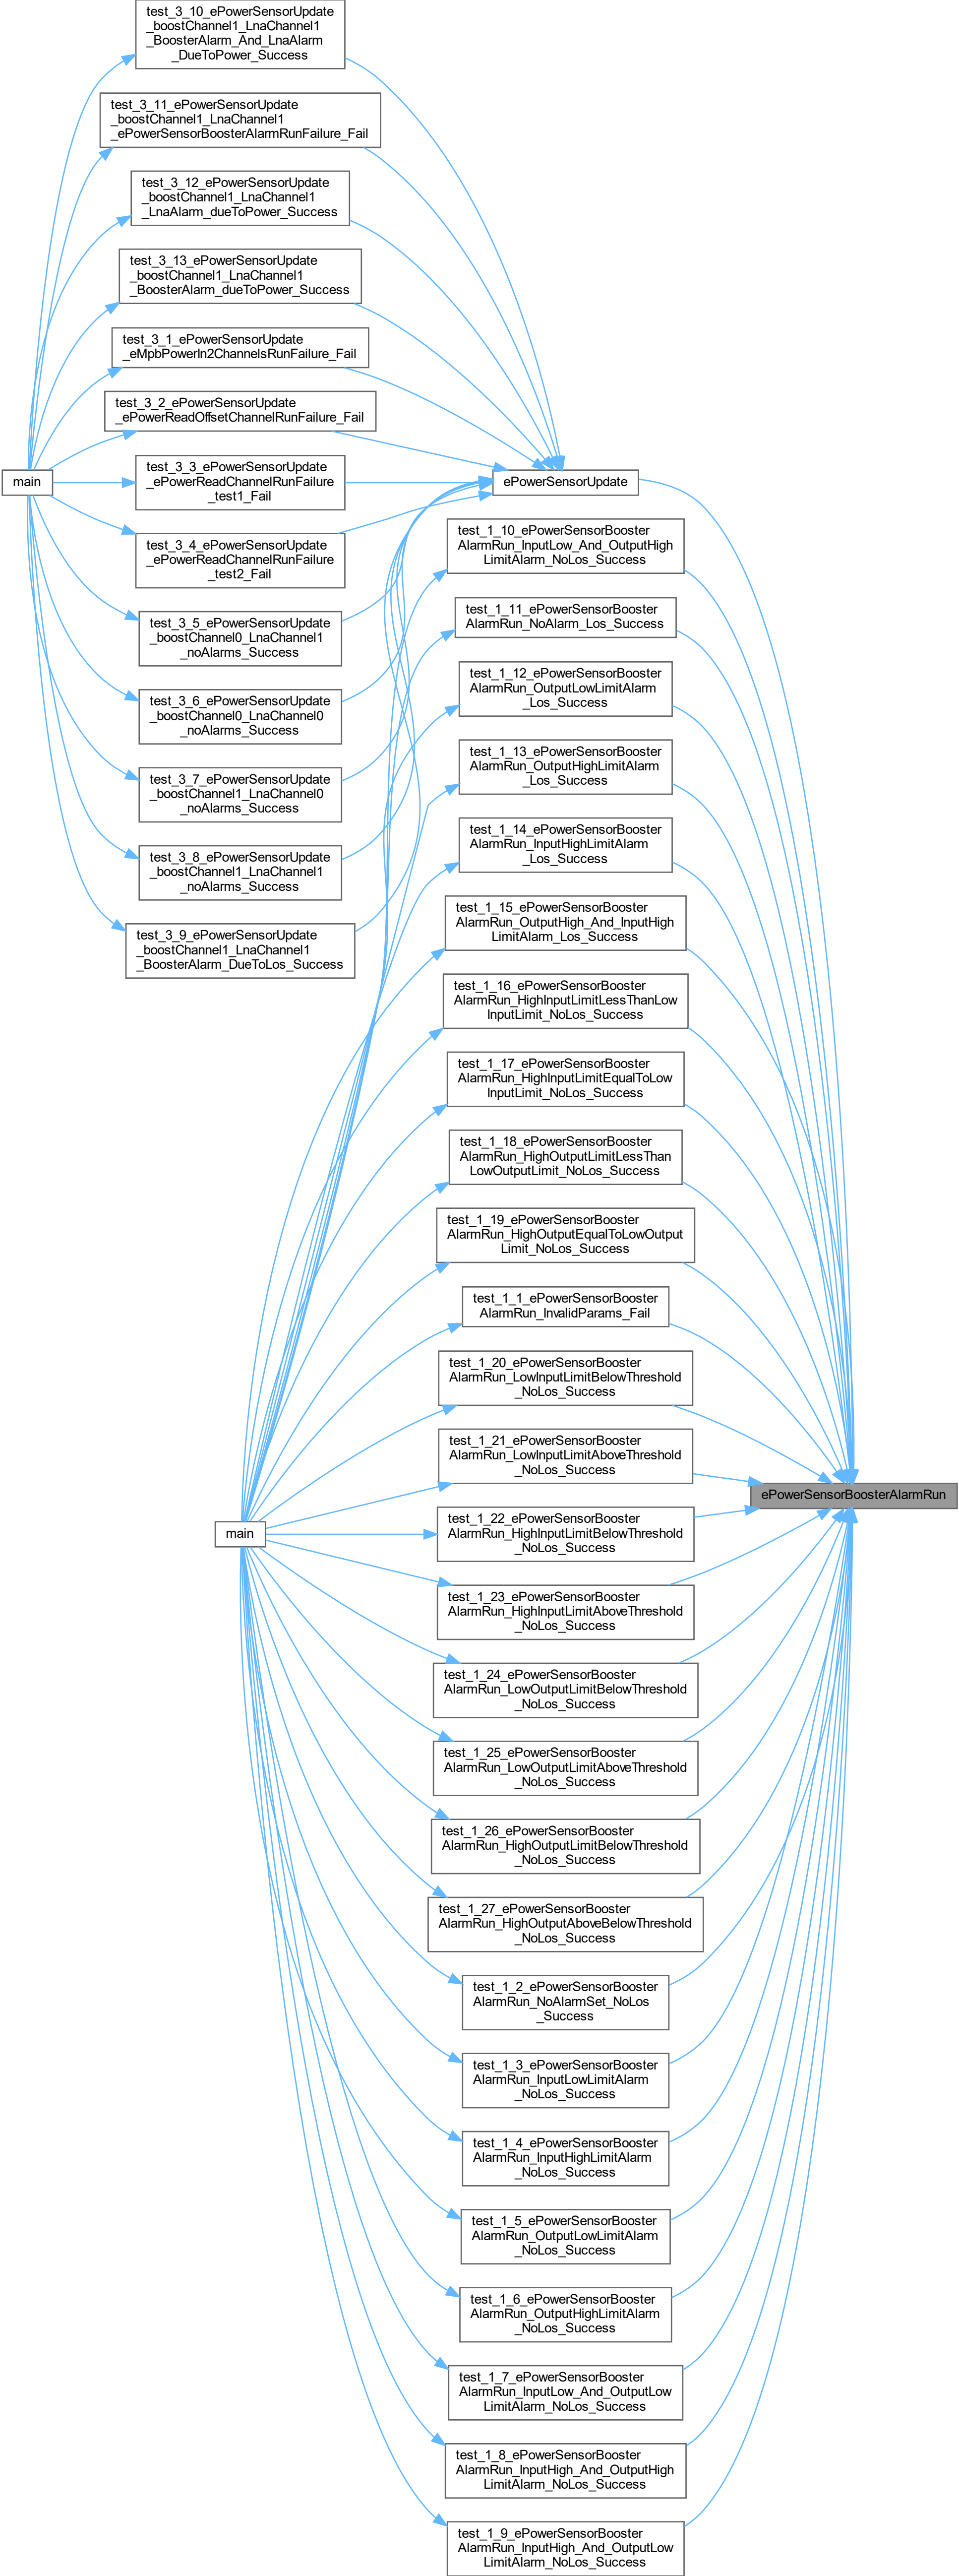 test_3_10_ePowerSensorUpdate
_boostChannel1_LnaChannel1
_BoosterAlarm_And_LnaAlarm
_DueToPower_Success
test_3_11_ePowerSensorUpdate
_boostChannel1_LnaChannel1
_ePowerSensorBoosterAlarmRunFailure_Fail
test_3_12_ePowerSensorUpdate
_boostChannel1_LnaChannel1
_LnaAlarm_dueToPower_Success
test_3_13_ePowerSensorUpdate
_boostChannel1_LnaChannel1
_BoosterAlarm_dueToPower_Success
test_3_1_ePowerSensorUpdate
_eMpbPowerIn2ChannelsRunFailure_Fail
test_3_2_ePowerSensorUpdate
_ePowerReadOffsetChannelRunFailure_Fail
main
test_3_3_ePowerSensorUpdate
_ePowerReadChannelRunFailure
_test1_Fail
ePowerSensorUpdate
test_3_4_ePowerSensorUpdate
_ePowerReadChannelRunFailure
_test2_Fail
test_3_5_ePowerSensorUpdate
_boostChannel0_LnaChannel1
_noAlarms_Success
test_3_6_ePowerSensorUpdate
_boostChannel0_LnaChannel0
_noAlarms_Success
test_3_7_ePowerSensorUpdate
_boostChannel1_LnaChannel0
_noAlarms_Success
test_3_8_ePowerSensorUpdate
_boostChannel1_LnaChannel1
_noAlarms_Success
test_3_9_ePowerSensorUpdate
_boostChannel1_LnaChannel1
_BoosterAlarm_DueToLos_Success
test_1_10_ePowerSensorBooster
AlarmRun_InputLow_And_OutputHigh
LimitAlarm_NoLos_Success
test_1_11_ePowerSensorBooster
AlarmRun_NoAlarm_Los_Success
test_1_12_ePowerSensorBooster
AlarmRun_OutputLowLimitAlarm
_Los_Success
test_1_13_ePowerSensorBooster
AlarmRun_OutputHighLimitAlarm
_Los_Success
test_1_14_ePowerSensorBooster
AlarmRun_InputHighLimitAlarm
_Los_Success
test_1_15_ePowerSensorBooster
AlarmRun_OutputHigh_And_InputHigh
LimitAlarm_Los_Success
test_1_16_ePowerSensorBooster
AlarmRun_HighInputLimitLessThanLow
InputLimit_NoLos_Success
test_1_17_ePowerSensorBooster
AlarmRun_HighInputLimitEqualToLow
InputLimit_NoLos_Success
test_1_18_ePowerSensorBooster
AlarmRun_HighOutputLimitLessThan
LowOutputLimit_NoLos_Success
test_1_19_ePowerSensorBooster
AlarmRun_HighOutputEqualToLowOutput
Limit_NoLos_Success
test_1_1_ePowerSensorBooster
AlarmRun_InvalidParams_Fail
test_1_20_ePowerSensorBooster
AlarmRun_LowInputLimitBelowThreshold
_NoLos_Success
test_1_21_ePowerSensorBooster
AlarmRun_LowInputLimitAboveThreshold
_NoLos_Success
ePowerSensorBoosterAlarmRun
main
test_1_22_ePowerSensorBooster
AlarmRun_HighInputLimitBelowThreshold
_NoLos_Success
test_1_23_ePowerSensorBooster
AlarmRun_HighInputLimitAboveThreshold
_NoLos_Success
test_1_24_ePowerSensorBooster
AlarmRun_LowOutputLimitBelowThreshold
_NoLos_Success
test_1_25_ePowerSensorBooster
AlarmRun_LowOutputLimitAboveThreshold
_NoLos_Success
test_1_26_ePowerSensorBooster
AlarmRun_HighOutputLimitBelowThreshold
_NoLos_Success
test_1_27_ePowerSensorBooster
AlarmRun_HighOutputAboveBelowThreshold
_NoLos_Success
test_1_2_ePowerSensorBooster
AlarmRun_NoAlarmSet_NoLos
_Success
test_1_3_ePowerSensorBooster
AlarmRun_InputLowLimitAlarm
_NoLos_Success
test_1_4_ePowerSensorBooster
AlarmRun_InputHighLimitAlarm
_NoLos_Success
test_1_5_ePowerSensorBooster
AlarmRun_OutputLowLimitAlarm
_NoLos_Success
test_1_6_ePowerSensorBooster
AlarmRun_OutputHighLimitAlarm
_NoLos_Success
test_1_7_ePowerSensorBooster
AlarmRun_InputLow_And_OutputLow
LimitAlarm_NoLos_Success
test_1_8_ePowerSensorBooster
AlarmRun_InputHigh_And_OutputHigh
LimitAlarm_NoLos_Success
test_1_9_ePowerSensorBooster
AlarmRun_InputHigh_And_OutputLow
LimitAlarm_NoLos_Success